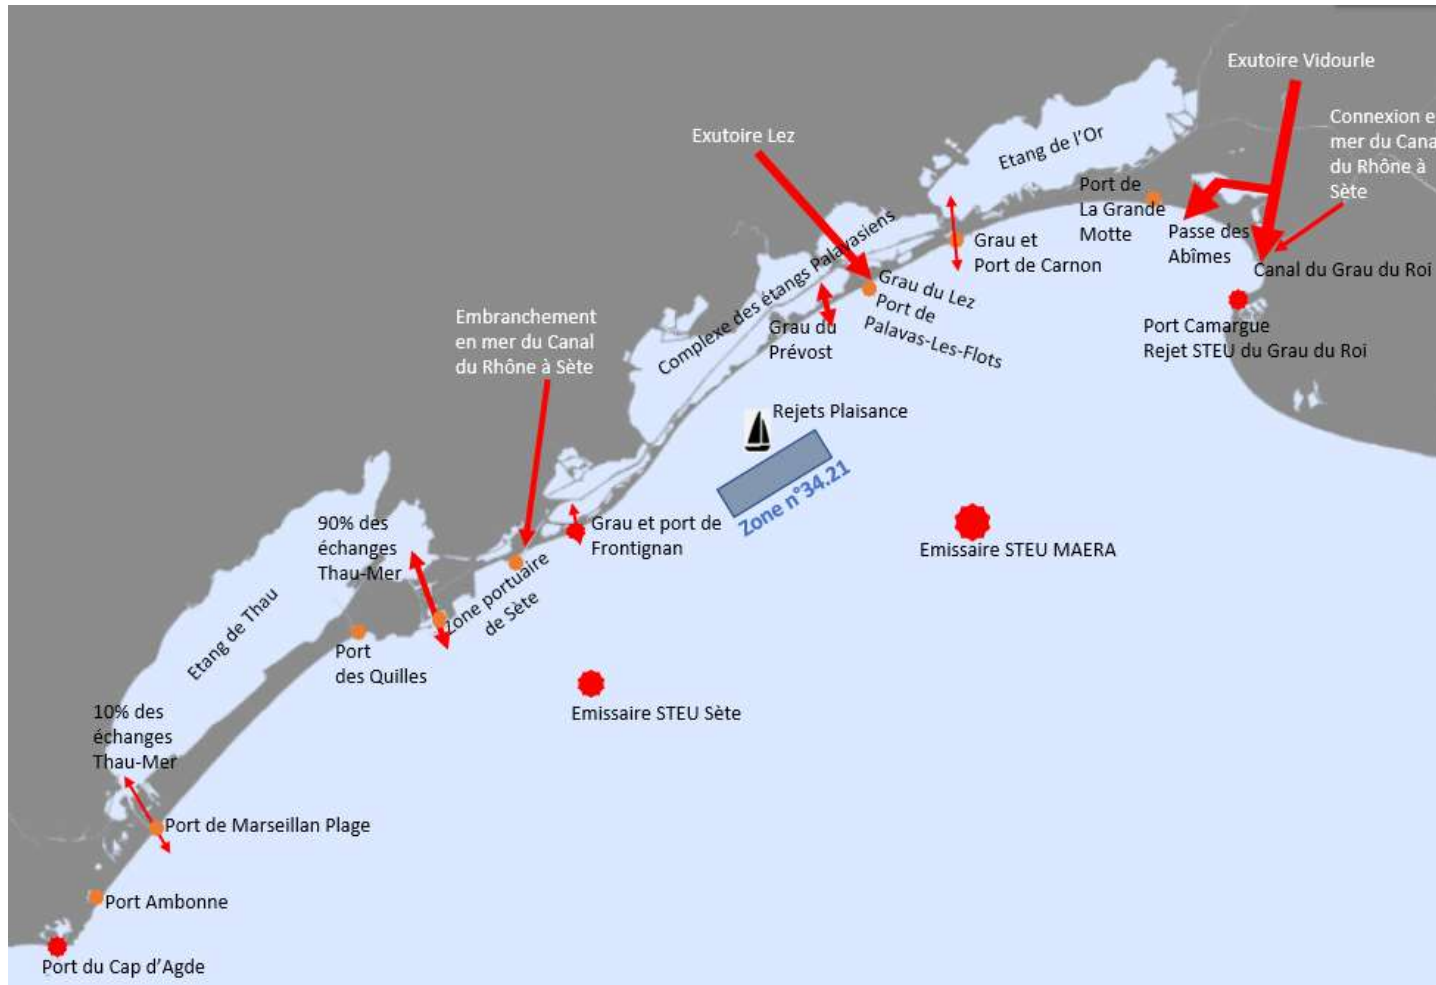 Exutoire Vidourle
Connexion e
mer du Cana
du Rhône à
Sète
Exutoire Lez
Etang de l'Or
Port de
La Grande
Motte
Passe des
Abîmes
Canal du Grau du Roi
Grau et
Port de Carnon
Complexe des étangs Palavasiens
Grau du Lez
Port de
Palavas-Les-Flots
Grau du
Prévost
Port Camargue
Rejet STEU du Grau du Roi
Embranchement
en mer du Canal
du Rhône à Sète
Rejets Plaisance
Zone n°34.21
90% des
échanges
Thau-Mer
Grau et port de
Frontignan
Emissaire STEU MAERA
Zone portuaire
de Sète
Etang de Thau
Port
des Quilles
Emissaire STEU Sète
10% des
échanges
Thau-Mer
Port de Marseillan Plage
Port Ambonne
Port du Cap d'Agde